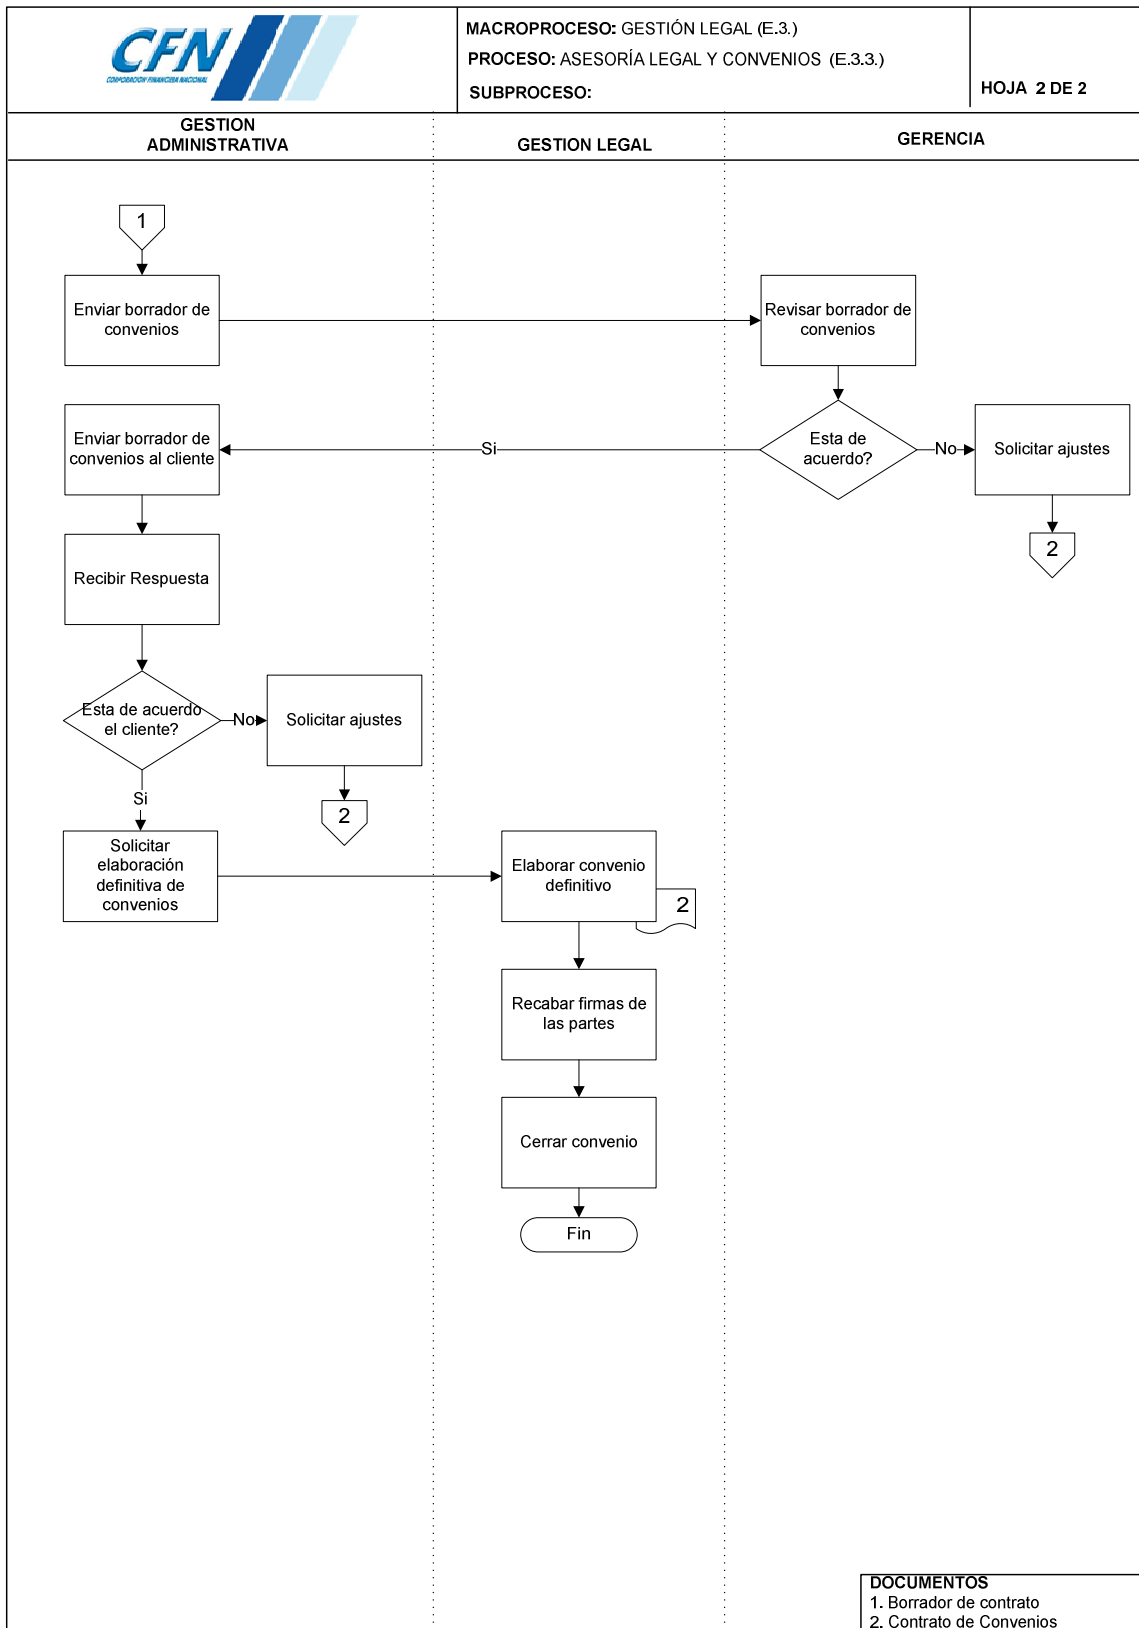 CFN
CORPORACIÓN FINANCIERA NACIONAL
MACROPROCESO: GESTIÓN LEGAL (E.3.)
PROCESO: ASESORÍA LEGAL Y CONVENIOS (E.3.3.)
SUBPROCESO:
HOJA 2 DE 2
GESTION
ADMINISTRATIVA
GESTION LEGAL
GERENCIA
1
Enviar borrador de
convenios
Revisar borrador de
convenios
Enviar borrador de
convenios al cliente
Si
Esta de
acuerdo?
No
Solicitar ajustes
2
Recibir Respuesta
Esta de acuerdo
el cliente?
No
Solicitar ajustes
2
Si
Solicitar
elaboración
definitiva de
convenios
Elaborar convenio
definitivo
2
Recabar firmas de
las partes
Cerrar convenio
Fin
DOCUMENTOS
1. Borrador de contrato
2. Contrato de Convenios